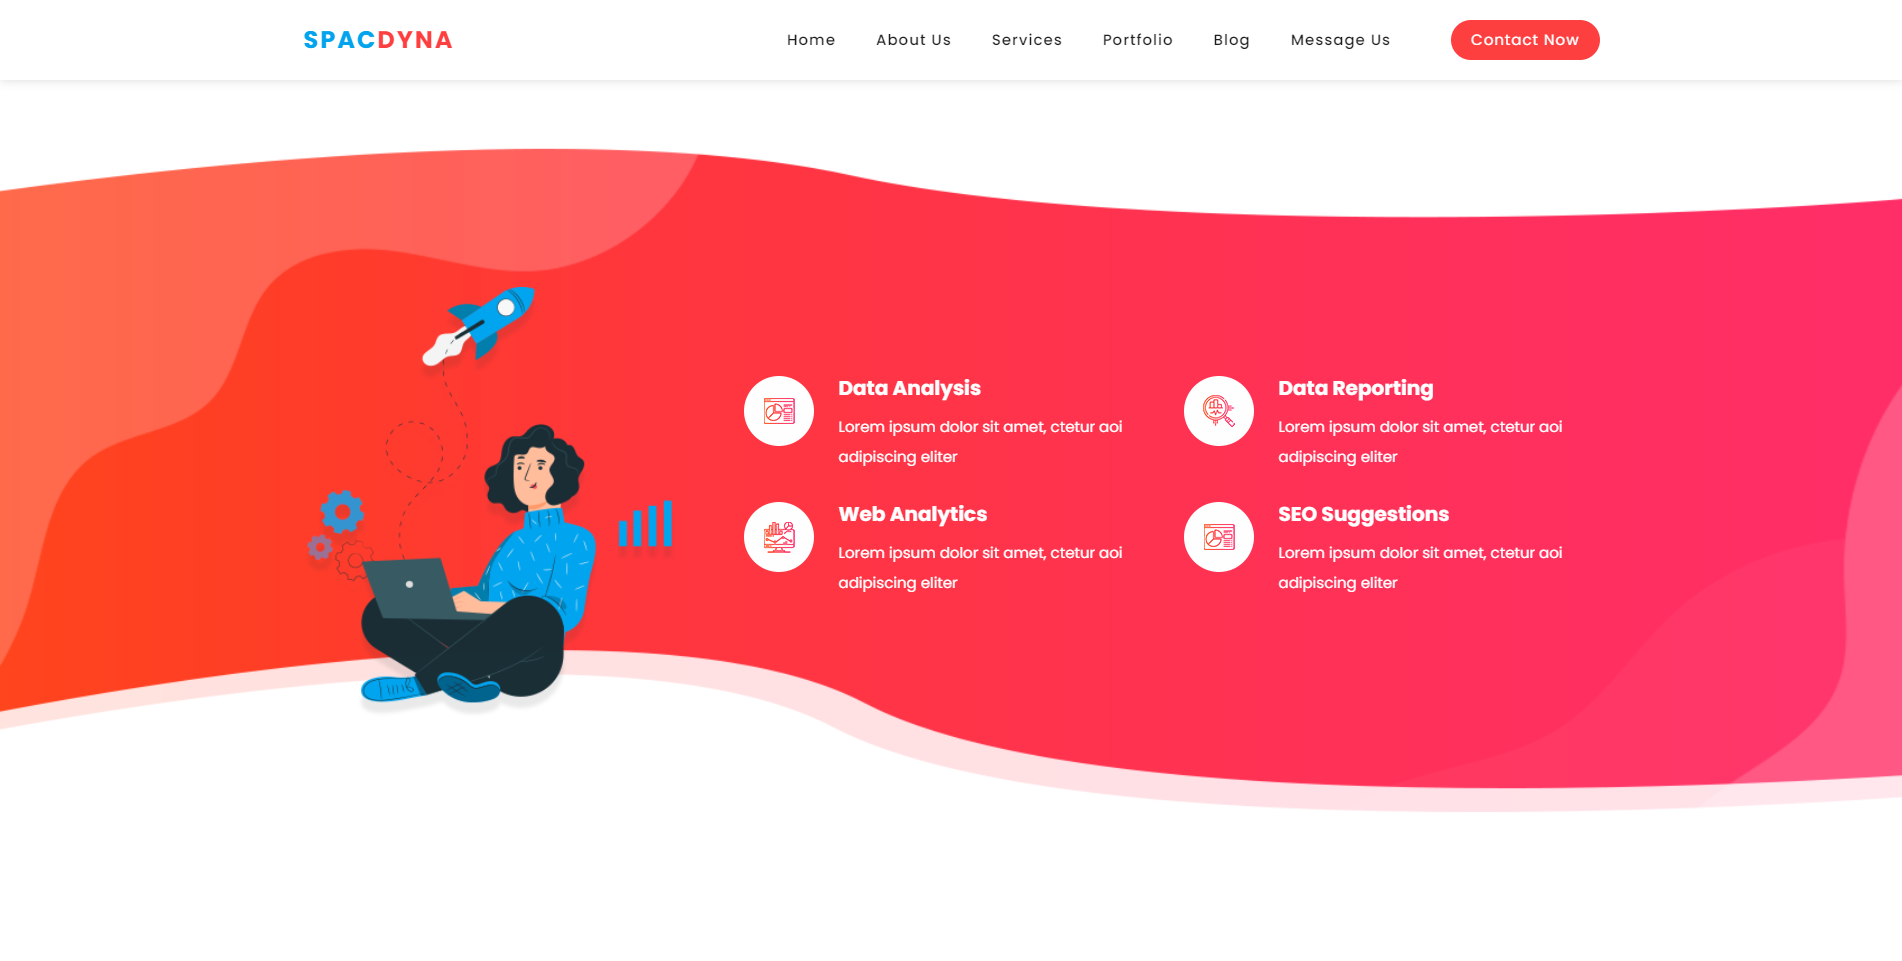 SPACDYNA
Home
About Us
Services
Portfolio
Blog
Message Us
Contact Now
Data Analysis
Lorem ipsum dolor sit amet, ctetur aoi
adipiscing eliter
Data Reporting
Lorem ipsum dolor sit amet, ctetur aoi
adipiscing eliter
Web Analytics
Lorem ipsum dolor sit amet, ctetur aoi
adipiscing eliter
SEO Suggestions
Lorem ipsum dolor sit amet, ctetur aoi
adipiscing eliter